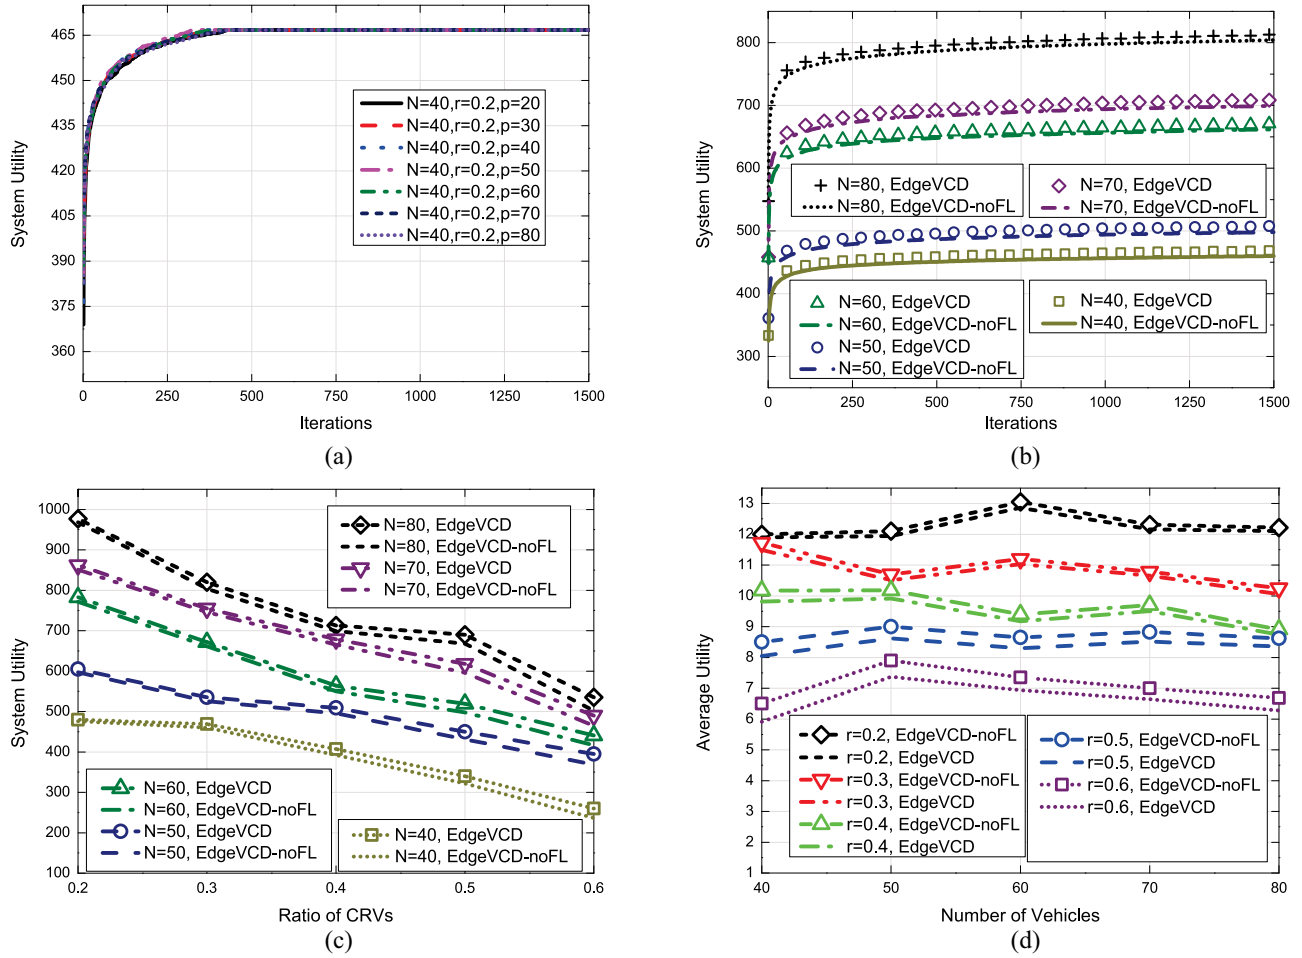 465
450
435
420
405
390
375
360
System Utility
N=40,r=0.2,p=20
N=40,r=0.2,p=30
N=40,r=0.2,p=40
N=40,r=0.2,p=50
N=40,r=0.2,p=60
N=40,r=0.2,p=70
N=40,r=0.2,p=80
0 250 500 750 1000 1250 1500
Iterations
(a)
800
700
600
500
400
300
System Utility
N=80, EdgeVCD
N=80, EdgeVCD-noFL
N=70, EdgeVCD
N=70, EdgeVCD-noFL
N=60, EdgeVCD
N=60, EdgeVCD-noFL
N=50, EdgeVCD
N=50, EdgeVCD-noFL
N=40, EdgeVCD
N=40, EdgeVCD-noFL
0 250 500 750 1000 1250 1500
Iterations
(b)
1000
900
800
700
600
500
400
300
200
100
System Utility
N=80, EdgeVCD
N=80, EdgeVCD-noFL
N=70, EdgeVCD
N=70, EdgeVCD-noFL
N=60, EdgeVCD
N=60, EdgeVCD-noFL
N=50, EdgeVCD
N=50, EdgeVCD-noFL
N=40, EdgeVCD
N=40, EdgeVCD-noFL
0.2 0.3 0.4 0.5 0.6
Ratio of CRVs
(c)
13
12
11
10
9
8
7
6
5
4
3
2
1
Average Utility
r=0.2, EdgeVCD-noFL
r=0.2, EdgeVCD
r=0.3, EdgeVCD-noFL
r=0.3, EdgeVCD
r=0.4, EdgeVCD-noFL
r=0.4, EdgeVCD
r=0.5, EdgeVCD-noFL
r=0.5, EdgeVCD
r=0.6, EdgeVCD-noFL
r=0.6, EdgeVCD
40 50 60 70 80
Number of Vehicles
(d)